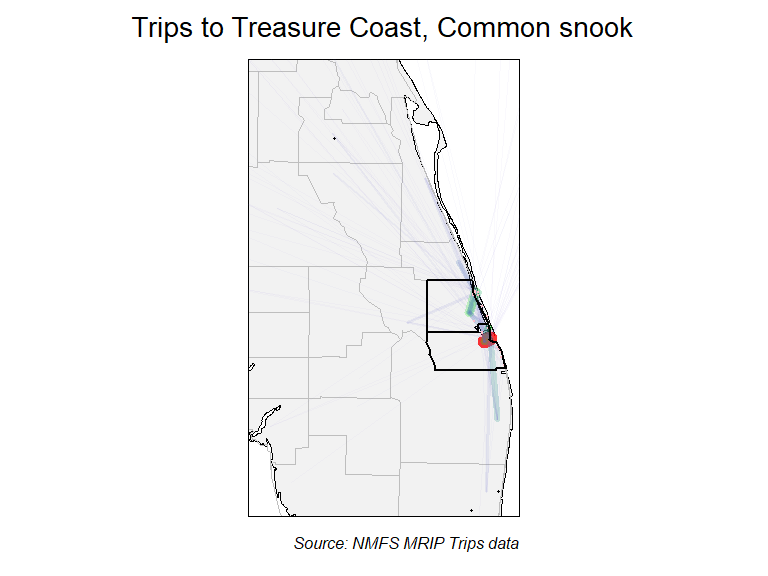 Trips to Treasure Coast, Common snook
Source: NMFS MRIP Trips data